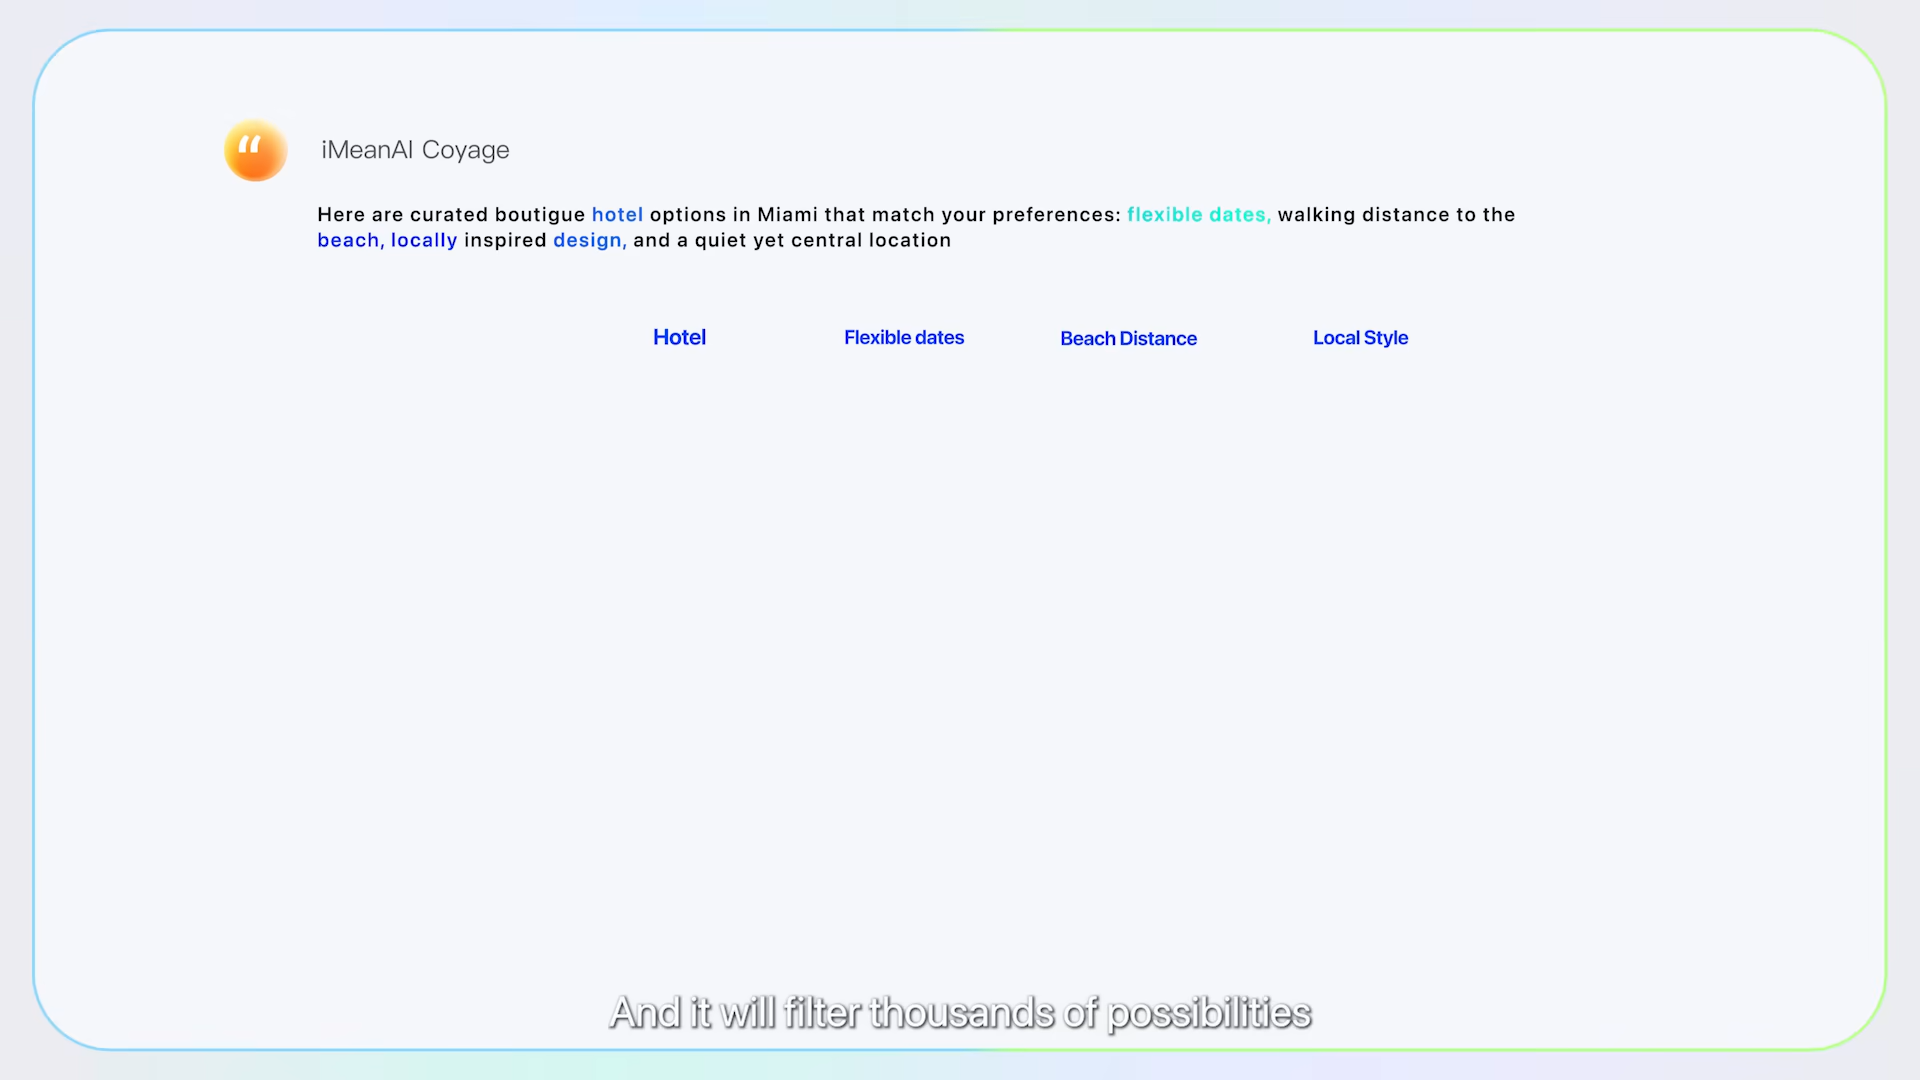 iMeanAI Coyage
Here are curated boutigue hotel options in Miami that match your preferences: flexible dates, walking distance to the
beach, locally inspired design, and a quiet yet central location
Hotel Flexible dates Beach Distance Local Style
And it will filter thousands of possibilities